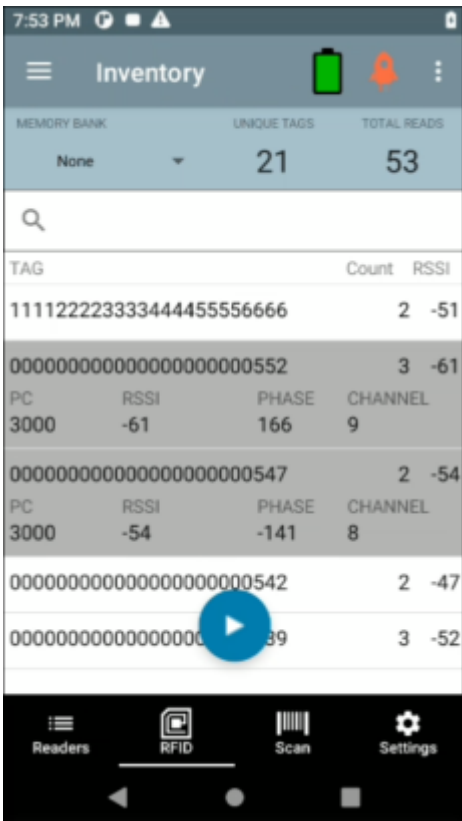 7:53 PM
Inventory
MEMORY BANK UNIQUE TAGS TOTAL READS
None 21 53
TAG Count RSSI
111122223333444455556666 2 -51
000000000000000000000552 3 -61
PC RSSI PHASE CHANNEL
3000 -61 166 9
000000000000000000000547 2 -54
PC RSSI PHASE CHANNEL
3000 -54 -141 8
000000000000000000000542 2 -47
3 -52
Readers RFID Scan Settings